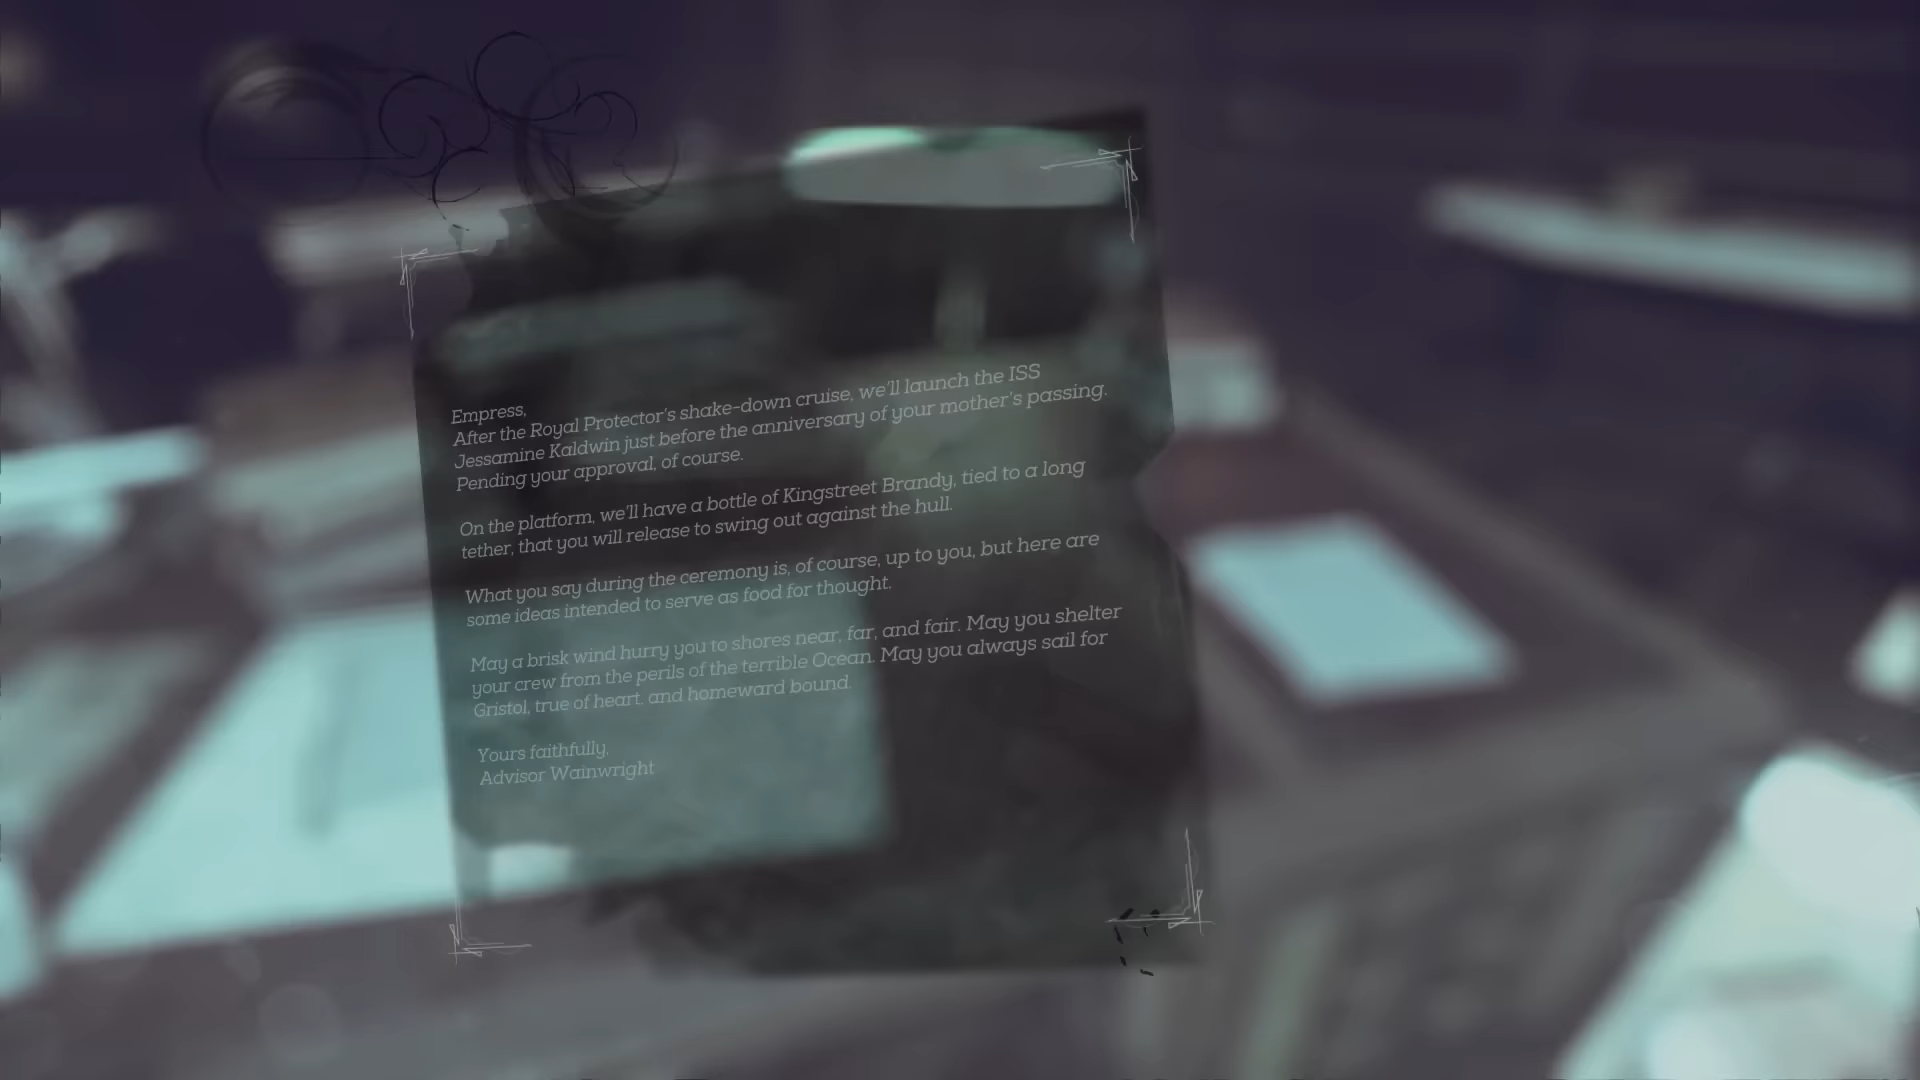 Empress,
After the Royal Protector's shake-down cruise, we'll launch the ISS
Jessamine Kaldwin just before the anniversary of your mother's passing.
Pending your approval, of course.
On the platform, we'll have a bottle of Kingstreet Brandy, tied to a long
tether, that you will release to swing out against the hull.
What you say during the ceremony is, of course, up to you, but here are
some ideas intended to serve as food for thought.
May a brisk wind hurry you to shores near, far, and fair. May you shelter
your crew from the perils of the terrible Ocean. May you always sail for
Gristol, true of heart, and homeward bound.
Yours faithfully,
Advisor Wainwright